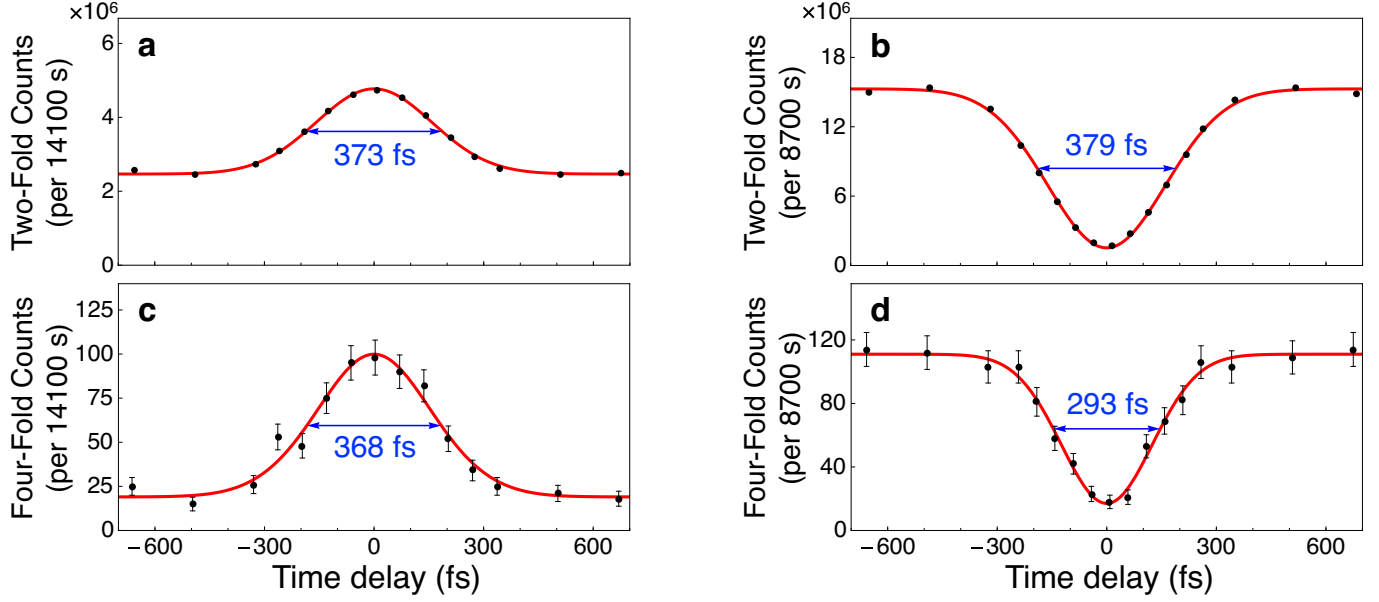 ×10⁶
a
Two-Fold Counts
(per 14100 s)
6
4
2
0
373 fs
×10⁶
b
Two-Fold Counts
(per 8700 s)
18
12
6
0
379 fs
c
Four-Fold Counts
(per 14100 s)
125
100
75
50
25
0
368 fs
−600 −300 0 300 600
Time delay (fs)
d
Four-Fold Counts
(per 8700 s)
120
80
40
0
293 fs
−600 −300 0 300 600
Time delay (fs)